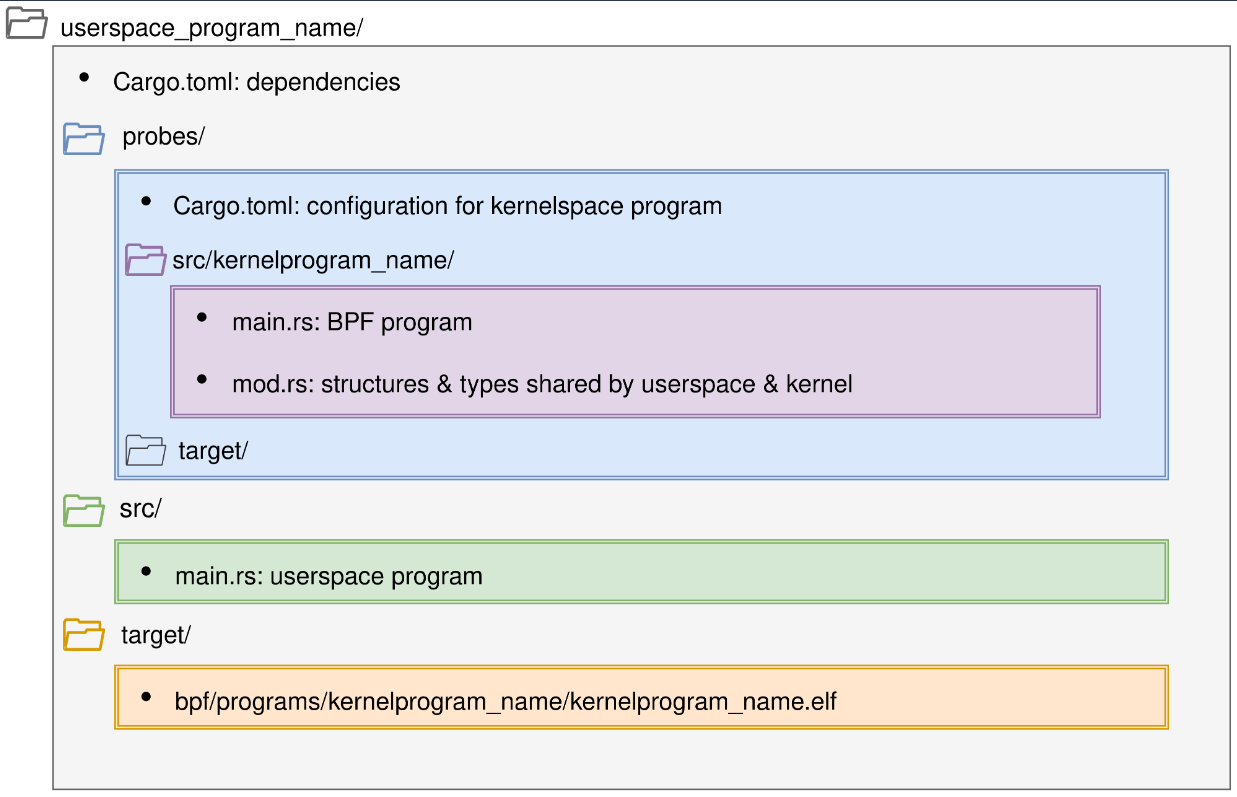 userspace_program_name/
• Cargo.toml: dependencies
probes/
• Cargo.toml: configuration for kernelspace program
src/kernelprogram_name/
• main.rs: BPF program
• mod.rs: structures & types shared by userspace & kernel
target/
src/
• main.rs: userspace program
target/
• bpf/programs/kernelprogram_name/kernelprogram_name.elf